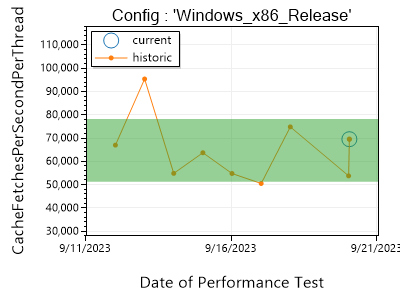 Config : 'Windows_x86_Release'
current
historic
CacheFetchesPerSecondPerThread
110,000
100,000
90,000
80,000
70,000
60,000
50,000
40,000
30,000
9/11/2023
9/16/2023
9/21/2023
Date of Performance Test